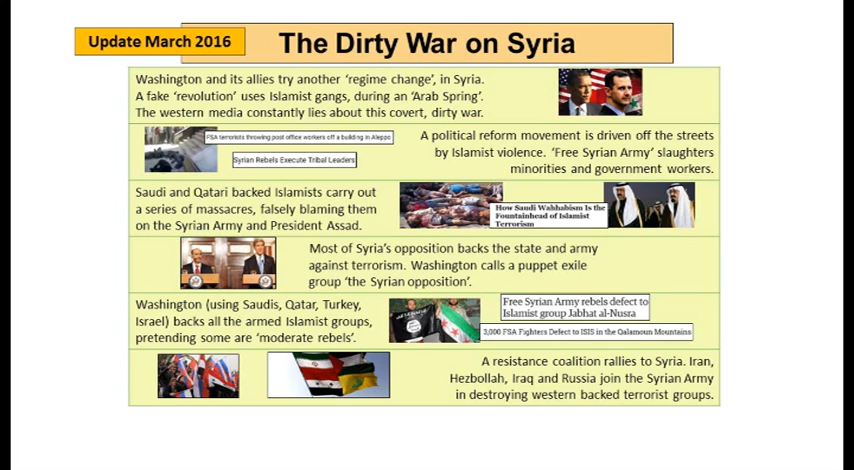 Update March 2016
The Dirty War on Syria
Washington and its allies try another ‘regime change’, in Syria.
A fake ‘revolution’ uses Islamist gangs, during an ‘Arab Spring’.
The western media constantly lies about this covert, dirty war.
FSA terrorists throwing post office workers off a building in Aleppo
Syrian Rebels Execute Tribal Leaders
A political reform movement is driven off the streets
by Islamist violence. ‘Free Syrian Army’ slaughters
minorities and government workers.
Saudi and Qatari backed Islamists carry out
a series of massacres, falsely blaming them
on the Syrian Army and President Assad.
How Saudi Wahhabism Is the
Fountainhead of Islamist
Terrorism
Most of Syria’s opposition backs the state and army
against terrorism. Washington calls a puppet exile
group ‘the Syrian opposition’.
Washington (using Saudis, Qatar, Turkey,
Israel) backs all the armed Islamist groups,
pretending some are ‘moderate rebels’.
Free Syrian Army rebels defect to
Islamist group Jabhat al-Nusra
3,000 FSA Fighters Defect to ISIS in the Qalamoun Mountains
A resistance coalition rallies to Syria. Iran,
Hezbollah, Iraq and Russia join the Syrian Army
in destroying western backed terrorist groups.